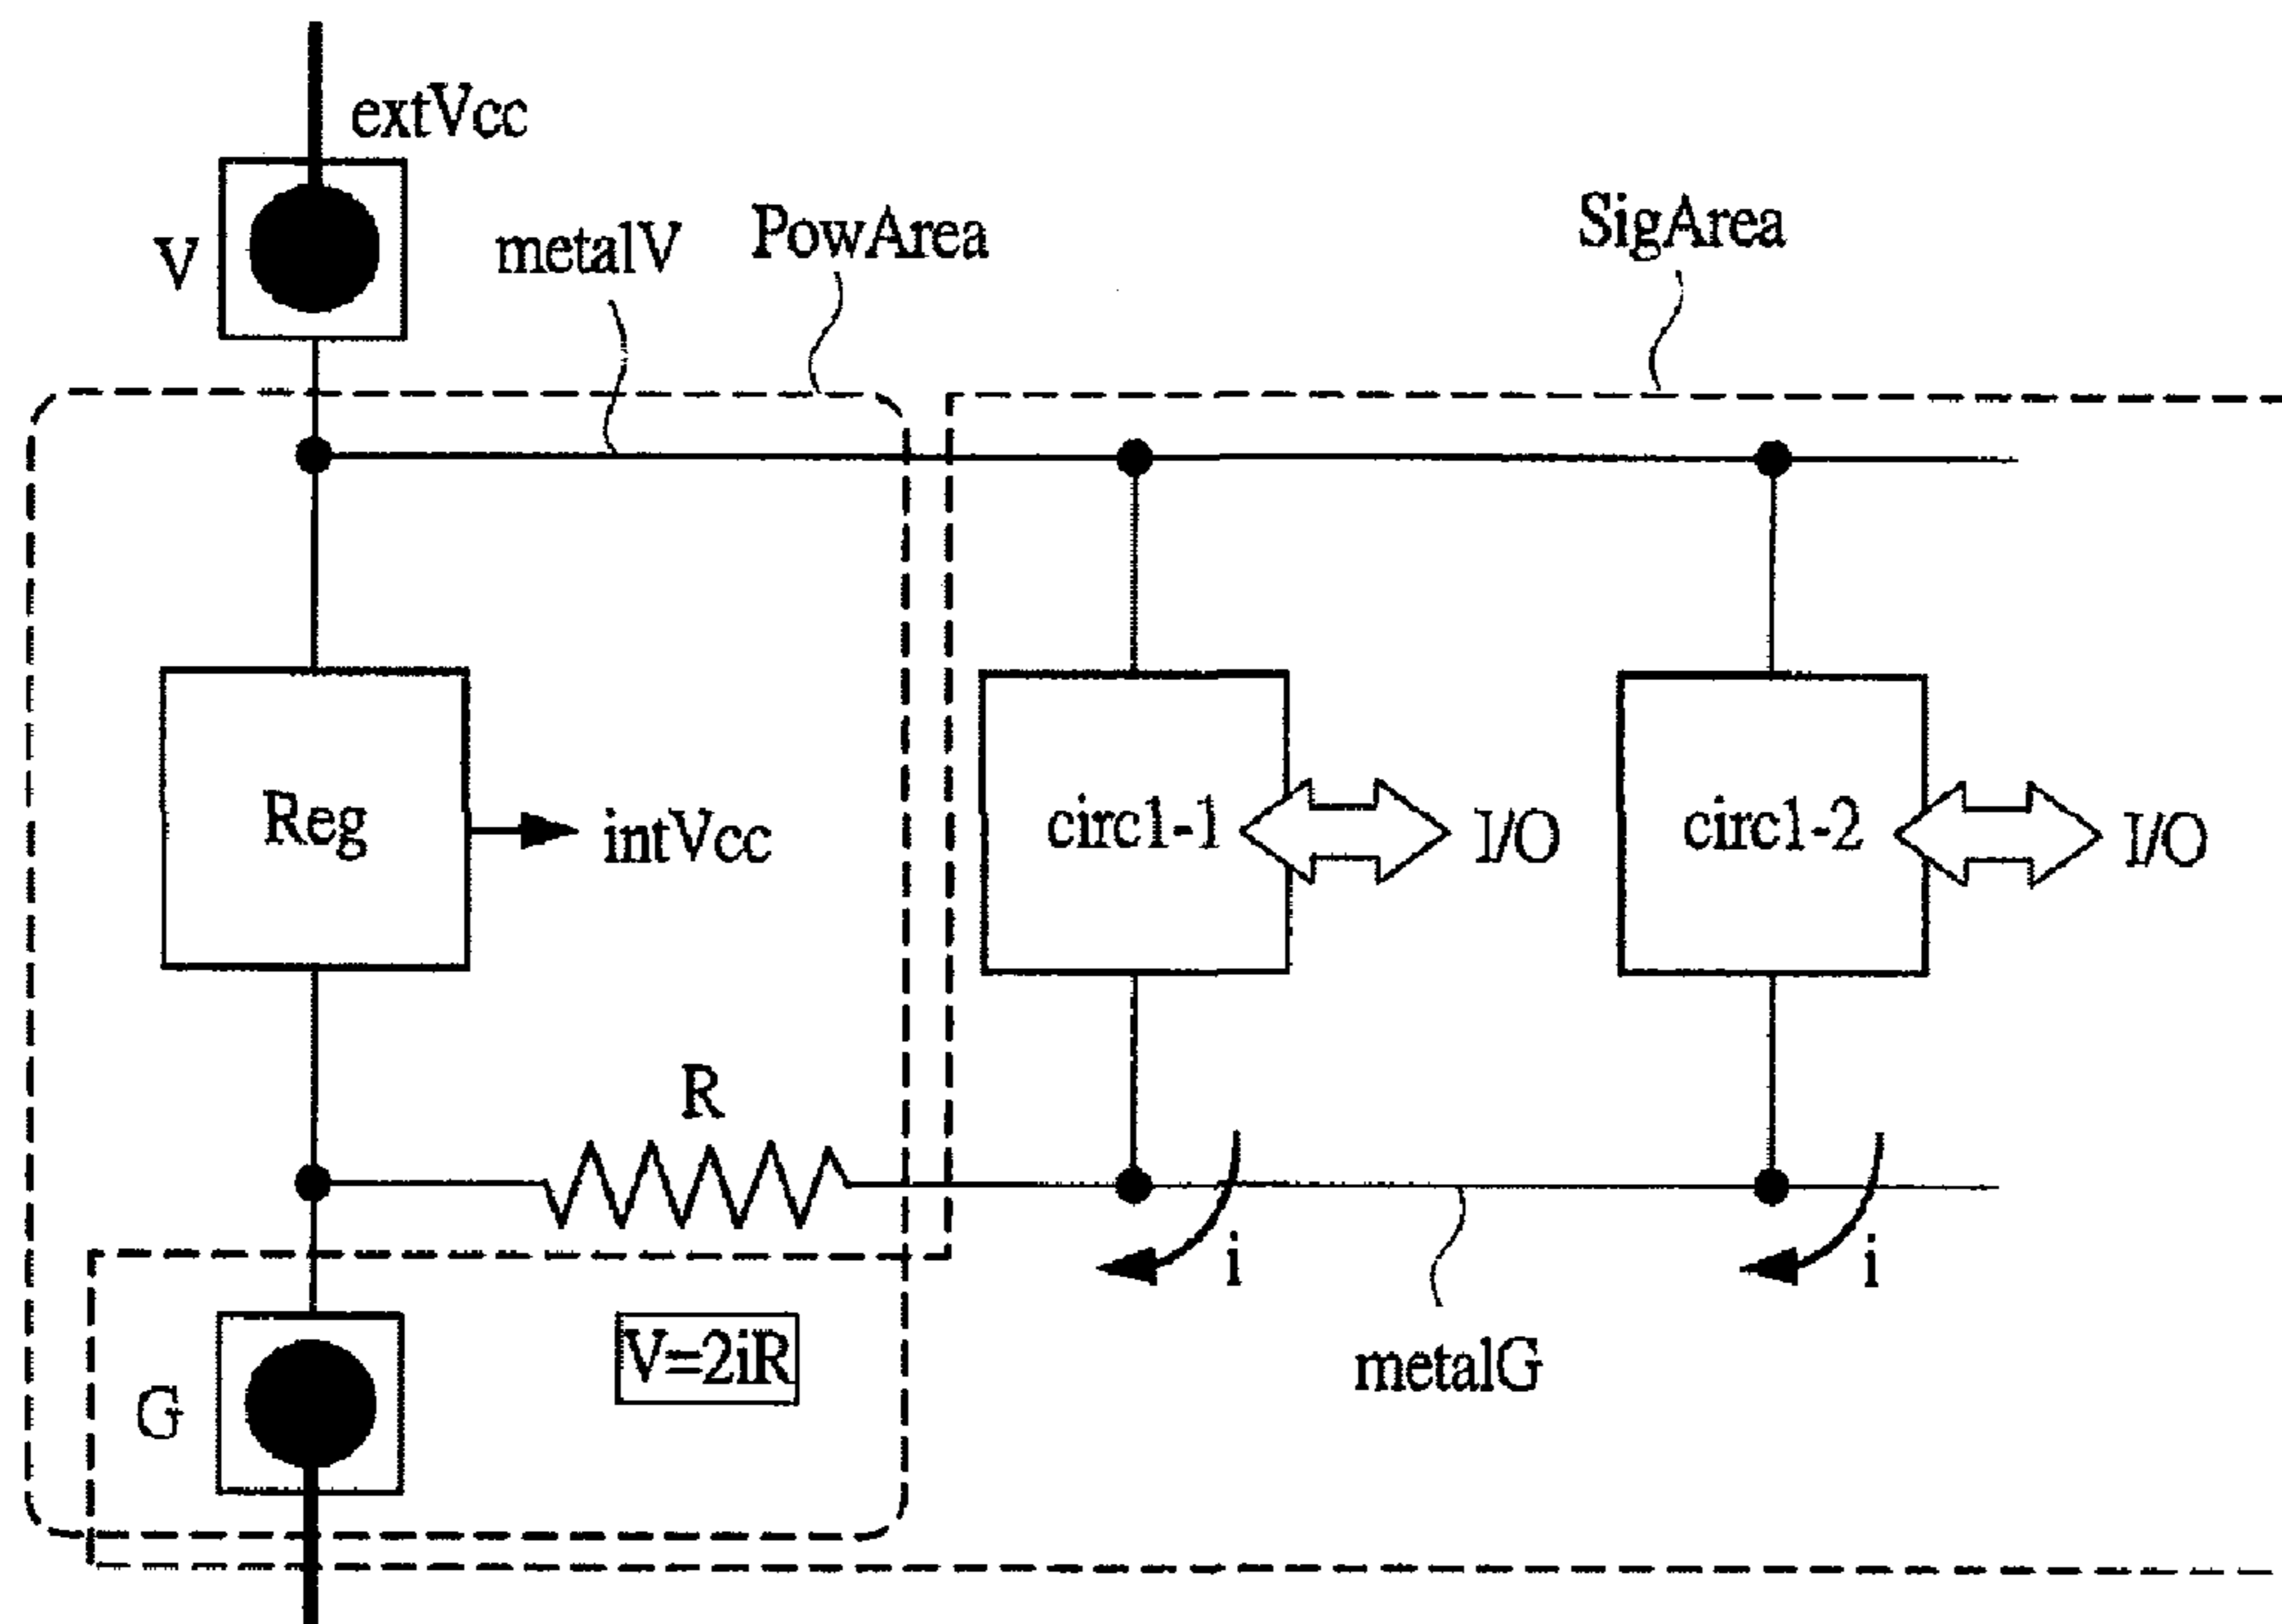 extVcc
V
metalV
PowArea
SigArea
Reg
intVcc
circ1-1
I/O
circ1-2
I/O
R
i
i
V=2iR
metalG
G